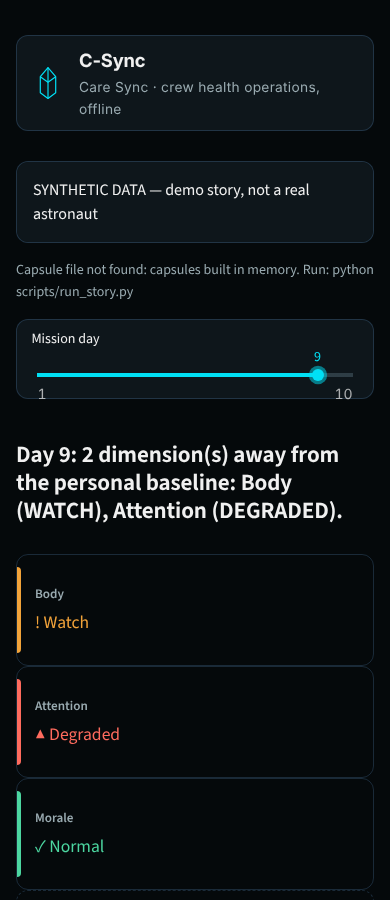 C-Sync
Care Sync · crew health operations,
offline
SYNTHETIC DATA — demo story, not a real
astronaut
Capsule file not found: capsules built in memory. Run: python
scripts/run_story.py
Mission day
9
1 10
Day 9: 2 dimension(s) away from
the personal baseline: Body
(WATCH), Attention (DEGRADED).
Body
! Watch
Attention
▲ Degraded
Morale
✓ Normal